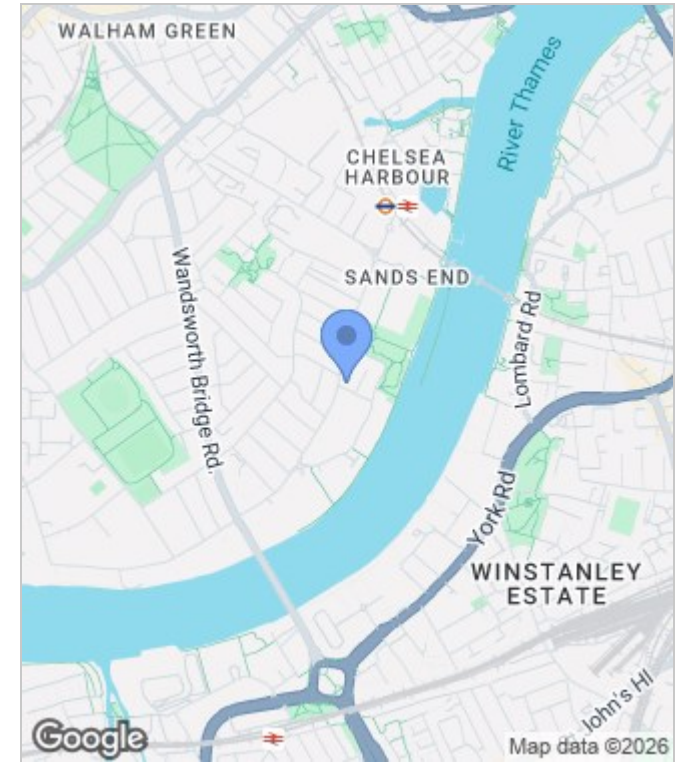 WALHAM GREEN
River Thames
CHELSEA
HARBOUR
SANDS END
Wandsworth Bridge Rd.
Lombard Rd
York Rd
WINSTANLEY
ESTATE
John's Hl
Google
Map data ©2026